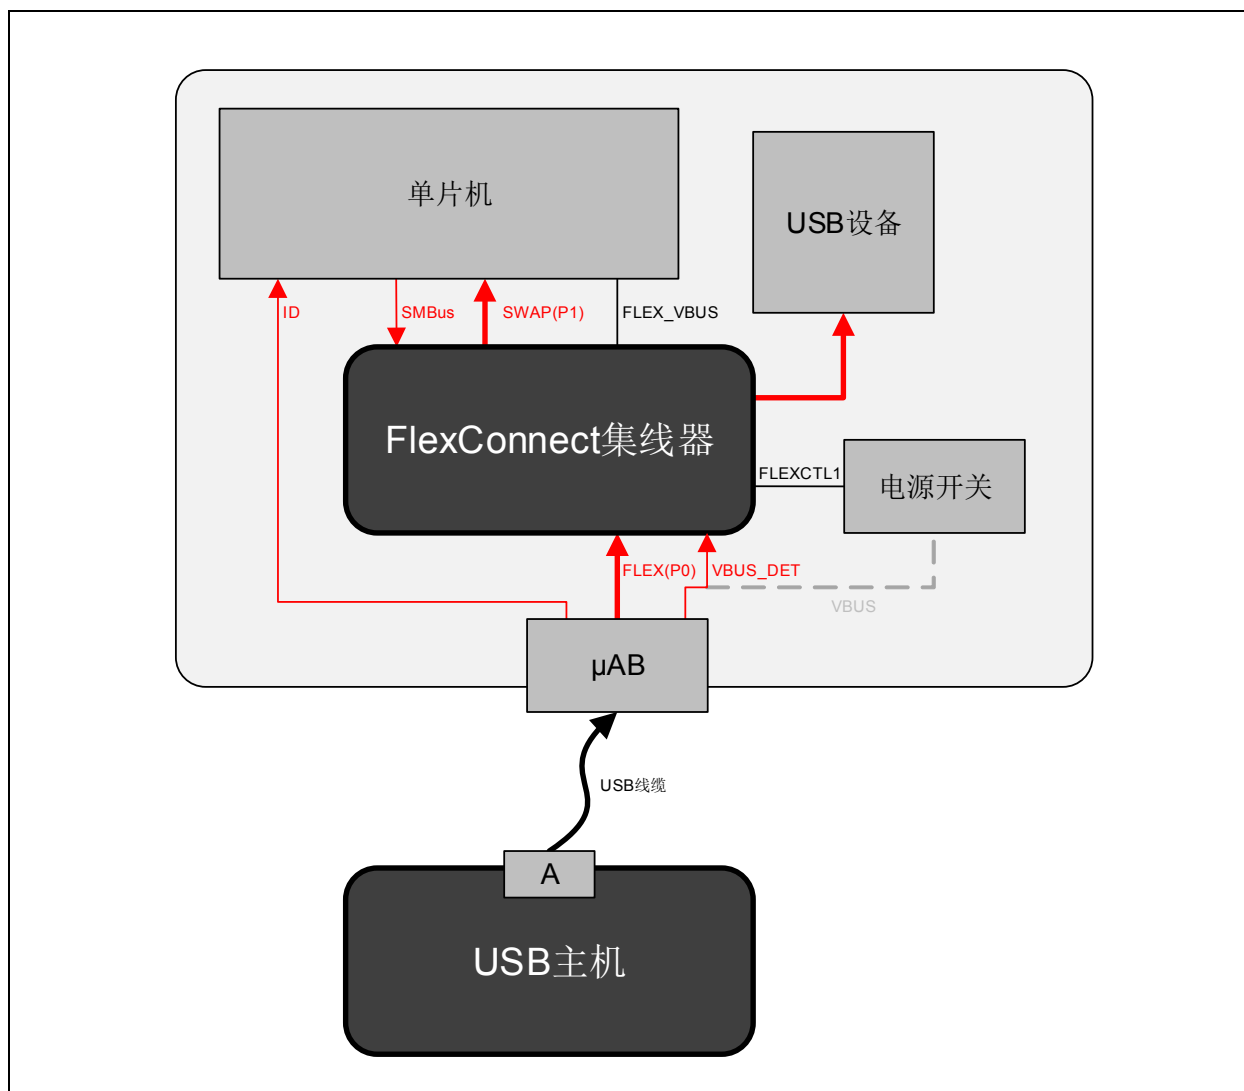 单片机
USB设备
ID
SMBus
SWAP(P1)
FLEX_VBUS
FlexConnect集线器
FLEXCTL1
电源开关
FLEX(P0)
VBUS_DET
VBUS
µAB
USB线缆
A
USB主机